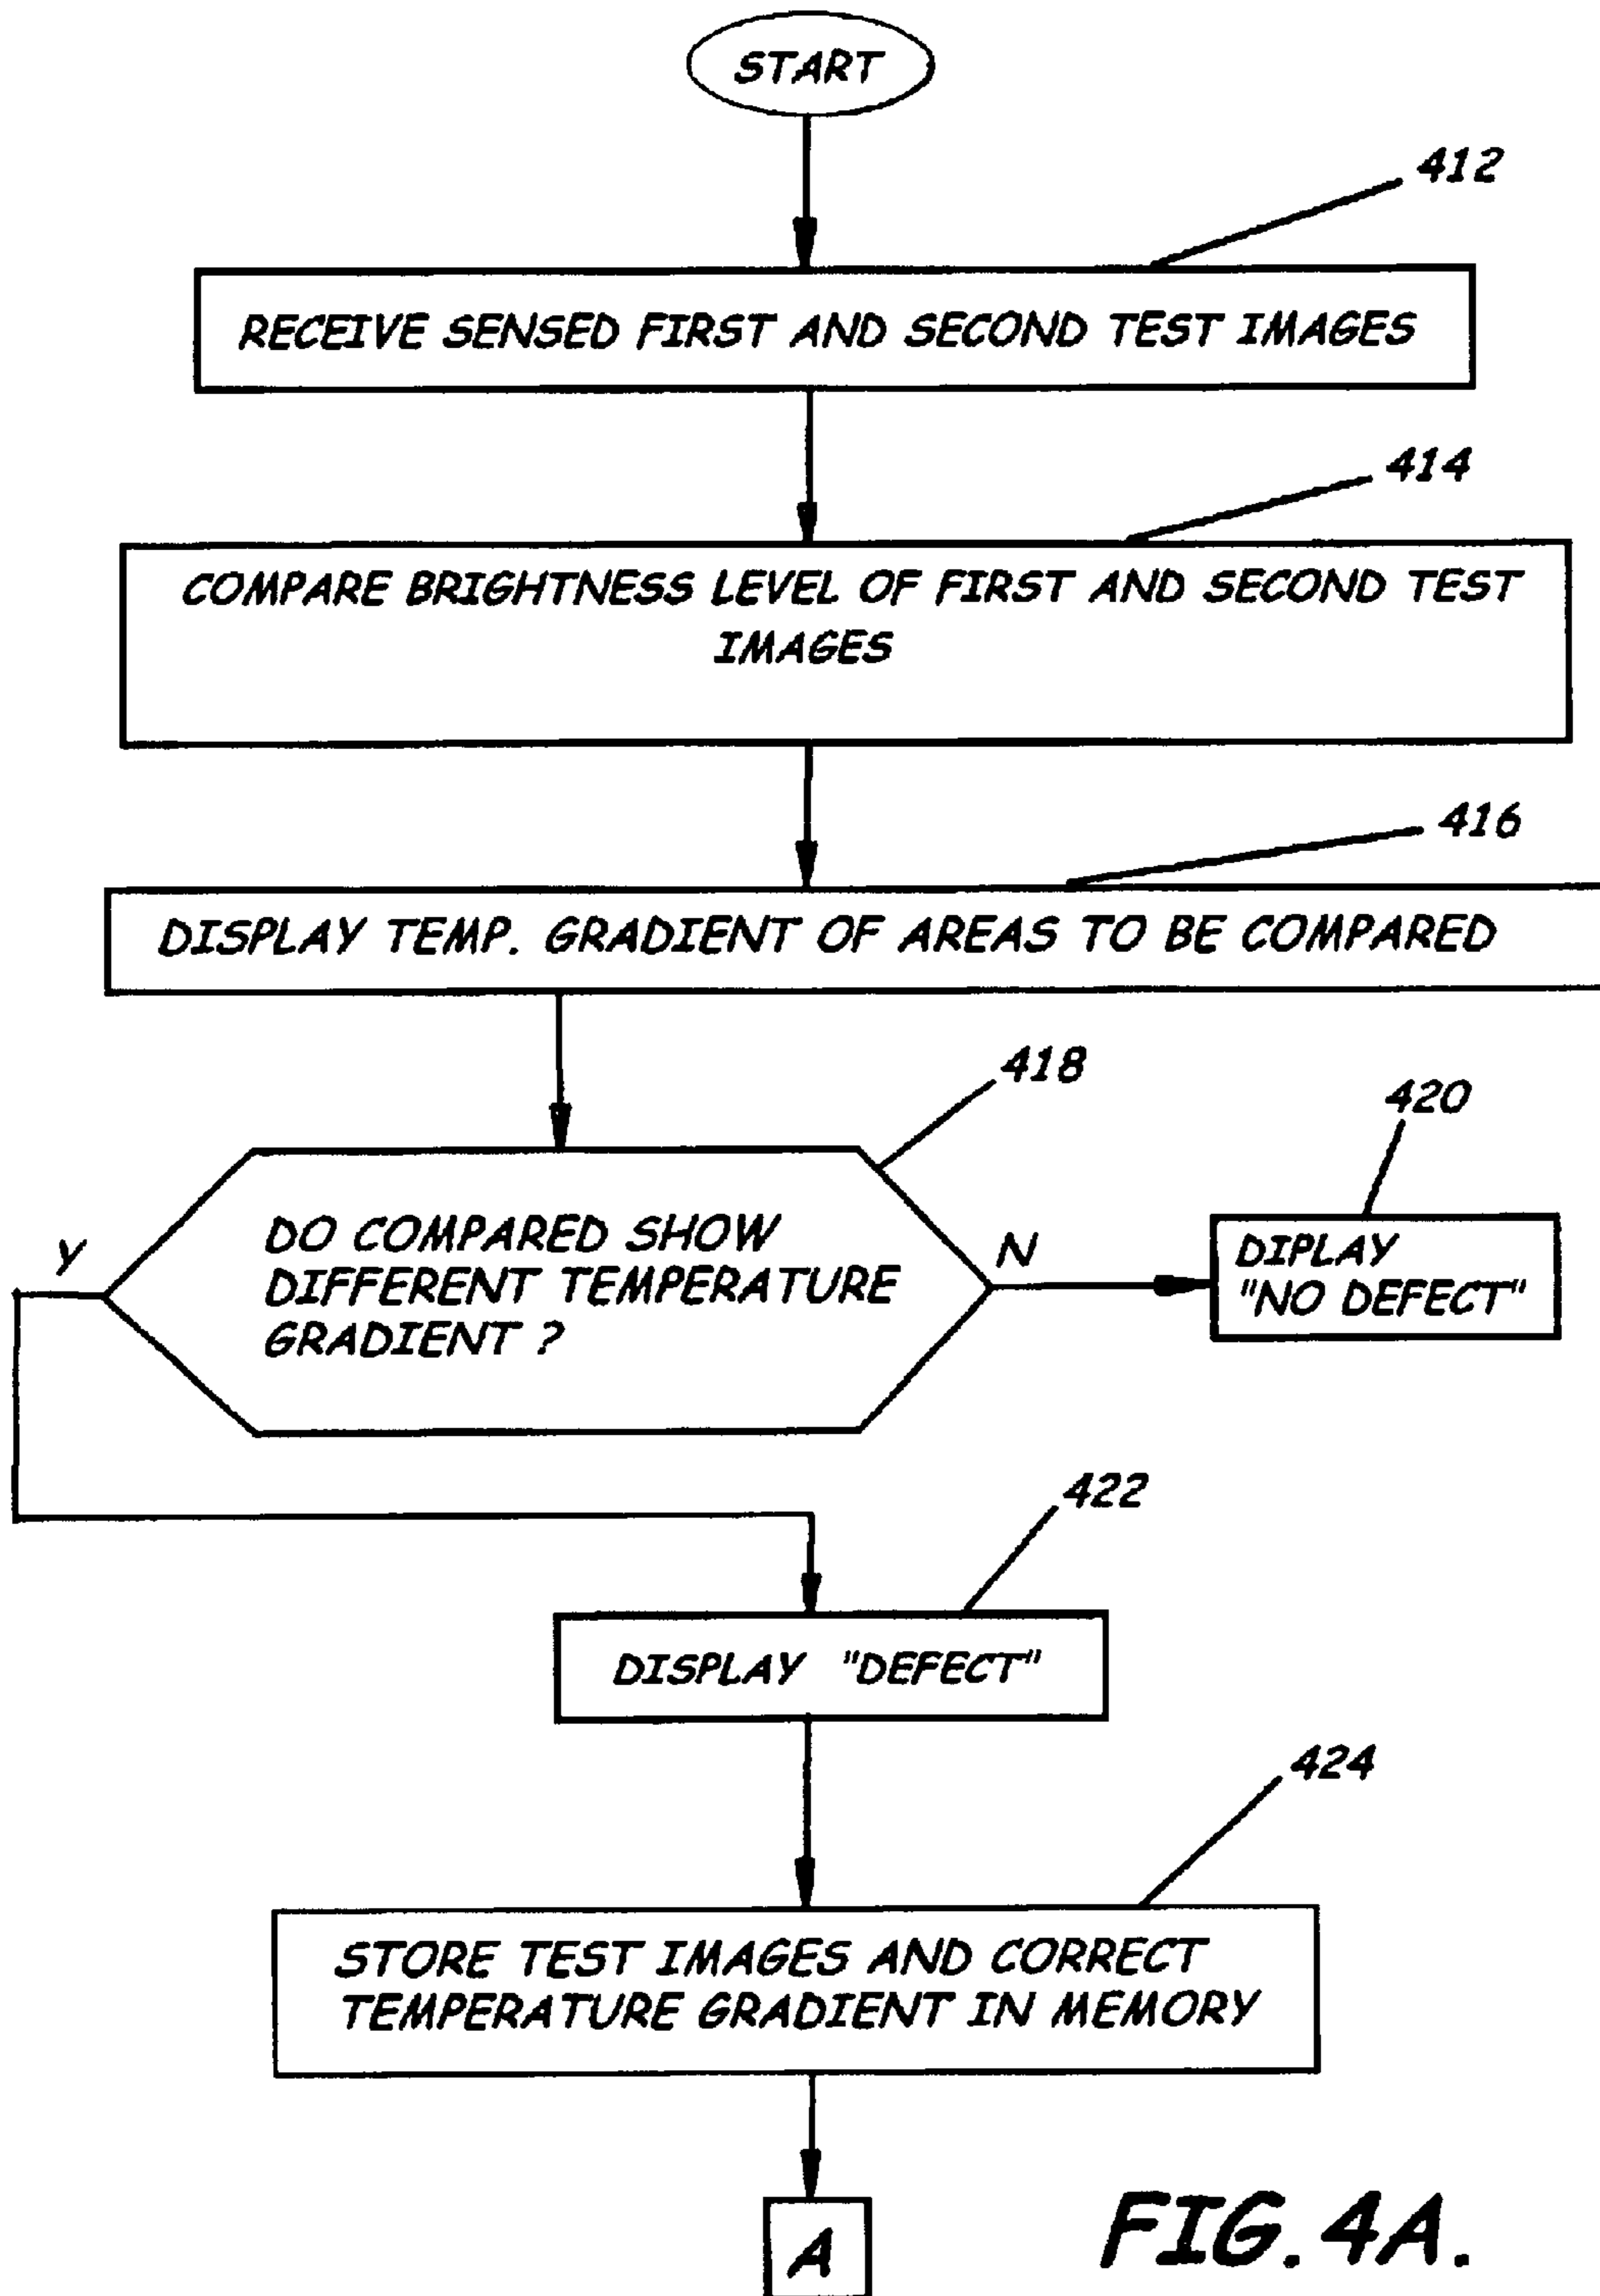 START
412
RECEIVE SENSED FIRST AND SECOND TEST IMAGES
414
COMPARE BRIGHTNESS LEVEL OF FIRST AND SECOND TEST
IMAGES
416
DISPLAY TEMP. GRADIENT OF AREAS TO BE COMPARED
418
420
DO COMPARED SHOW
DIFFERENT TEMPERATURE
GRADIENT ?
Y
N
DIPLAY
"NO DEFECT"
422
DISPLAY "DEFECT"
424
STORE TEST IMAGES AND CORRECT
TEMPERATURE GRADIENT IN MEMORY
A
FIG. 4A.